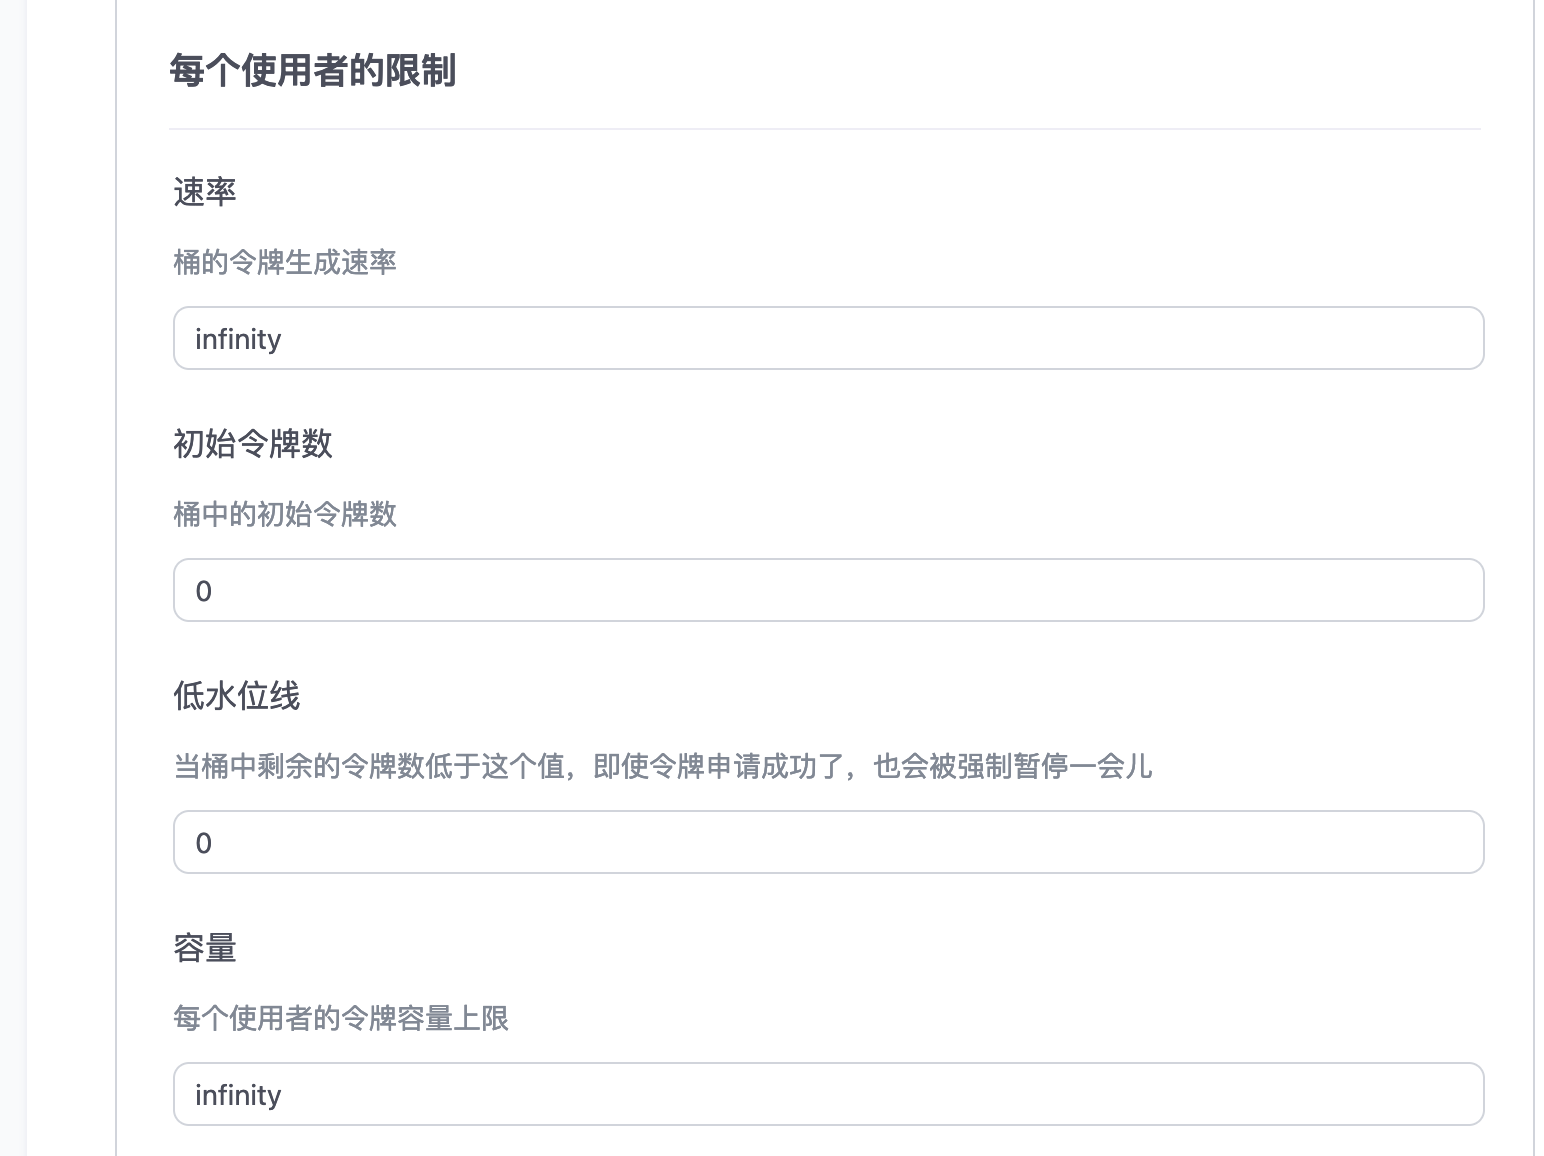 每个使用者的限制
速率
桶的令牌生成速率
infinity
初始令牌数
桶中的初始令牌数
0
低水位线
当桶中剩余的令牌数低于这个值，即使令牌申请成功了，也会被强制暂停一会儿
0
容量
每个使用者的令牌容量上限
infinity